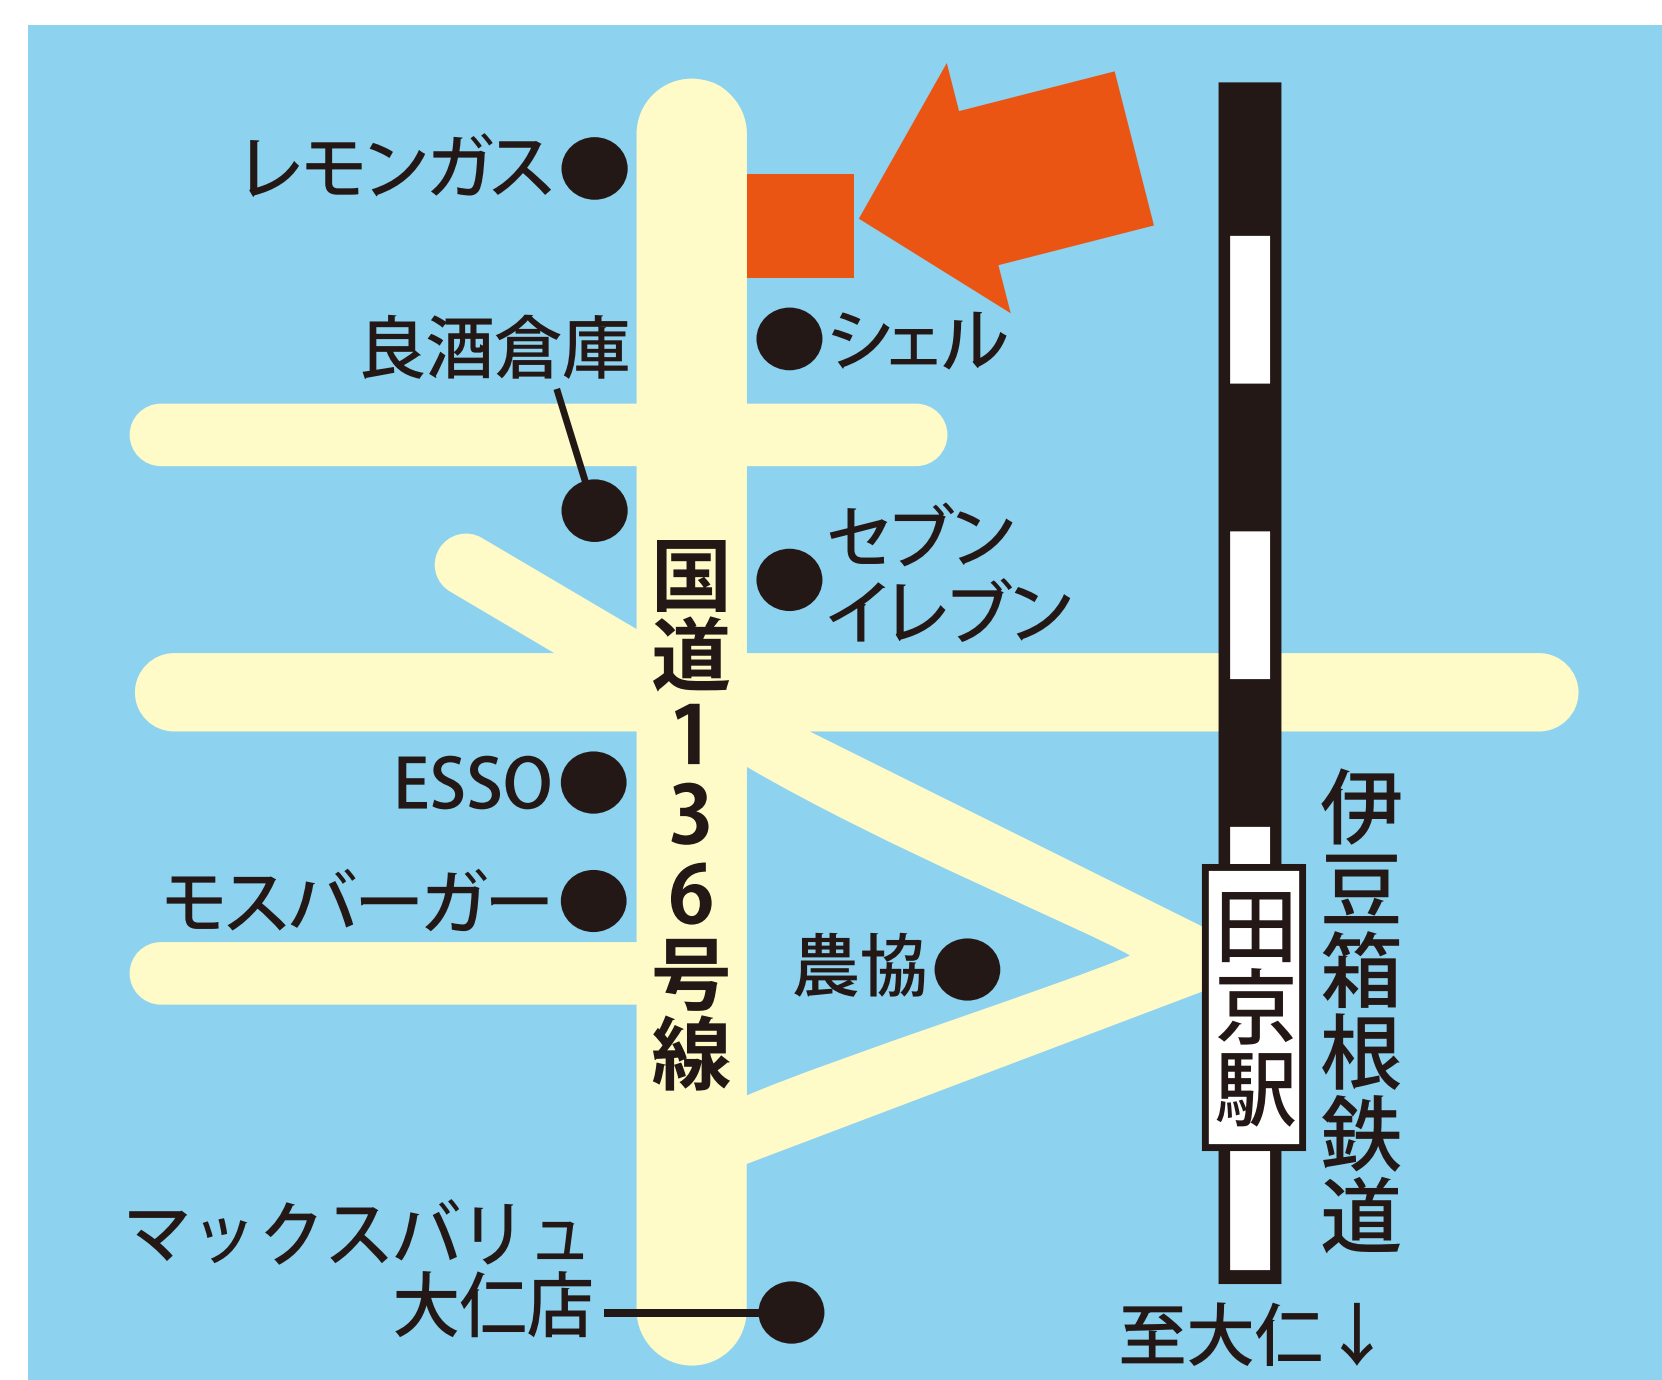 レモンガス
良酒倉庫
シェル
セブン
イレブン
国道136号線
ESSO
モスバーガー
農協
田京駅
伊豆箱根鉄道
マックスバリュ
大仁店
至大仁↓